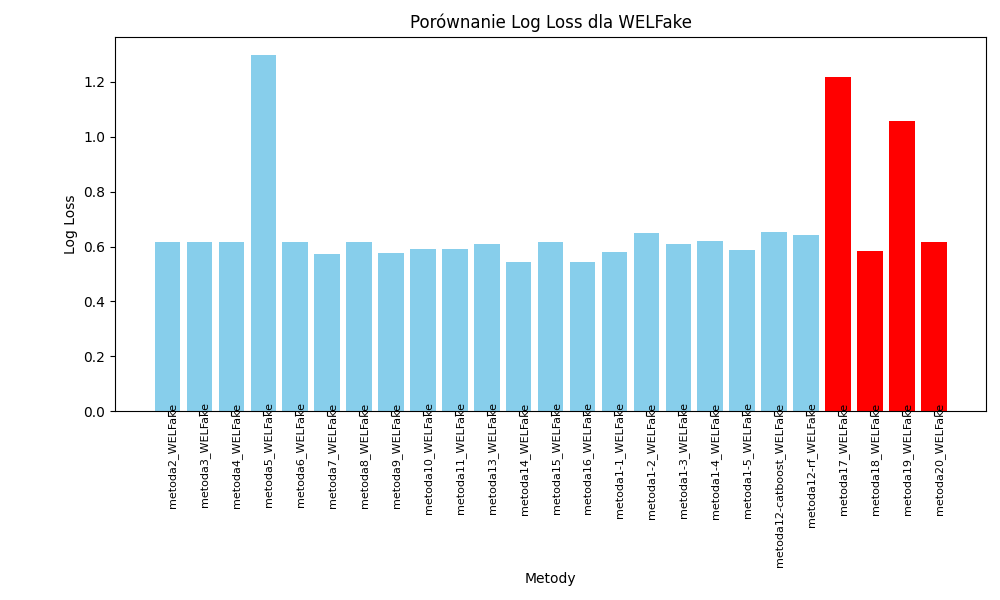 Porównanie Log Loss dla WELFake
Log Loss
1.2
1.0
0.8
0.6
0.4
0.2
0.0
metoda2_WELFake
metoda3_WELFake
metoda4_WELFake
metoda5_WELFake
metoda6_WELFake
metoda7_WELFake
metoda8_WELFake
metoda9_WELFake
metoda10_WELFake
metoda11_WELFake
metoda13_WELFake
metoda14_WELFake
metoda15_WELFake
metoda16_WELFake
metoda1-1_WELFake
metoda1-2_WELFake
metoda1-3_WELFake
metoda1-4_WELFake
metoda1-5_WELFake
metoda12-catboost_WELFake
metoda12-rf_WELFake
metoda17_WELFake
metoda18_WELFake
metoda19_WELFake
metoda20_WELFake
Metody